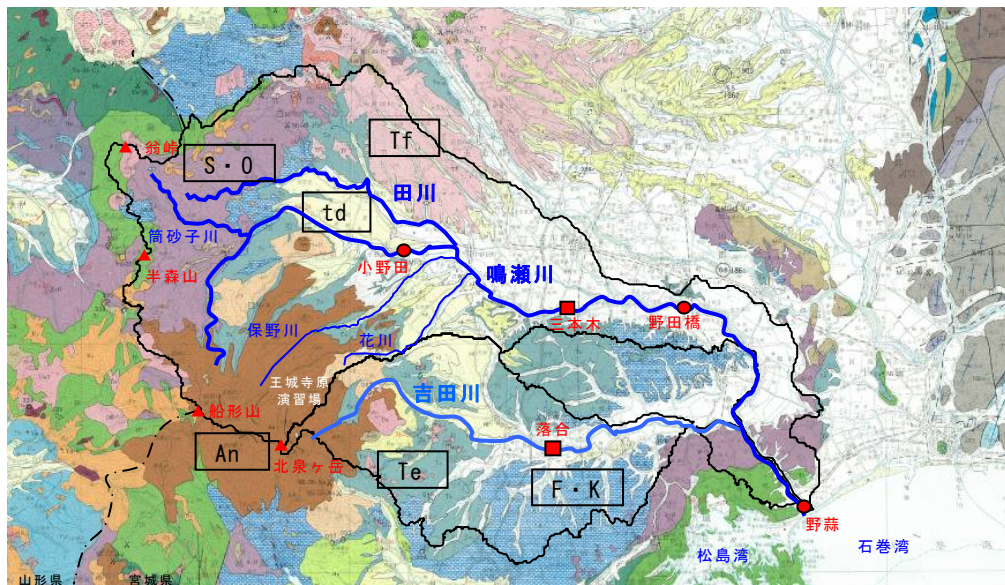 Tf
翁峠
S・O
田川
td
筒砂子川
小野田
半森山
鳴瀬川
三本木
野田橋
保野川
花川
王城寺原
演習場
吉田川
船形山
落合
An
北泉ヶ岳
Te
F・K
野蒜
松島湾
石巻湾
山形県
宮城県